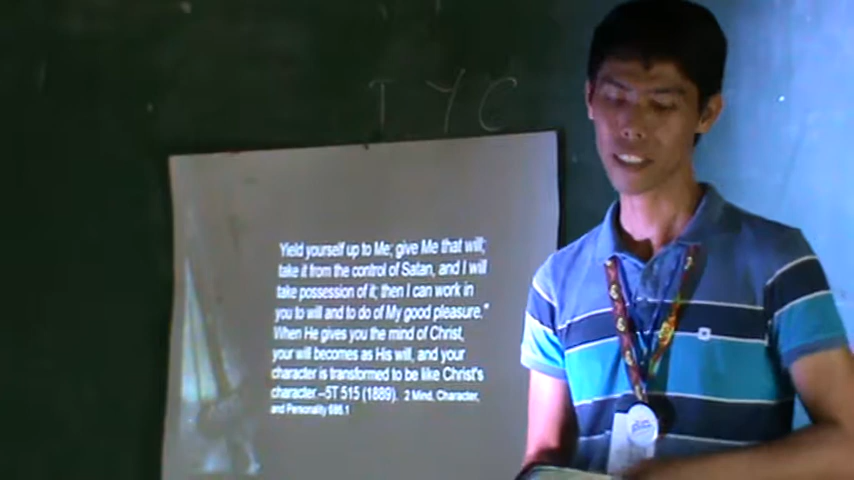 I Y C
Yield yourself up to Me; give Me that will;
take it from the control of Satan, and I will
take possession of it; then I can work in
you to will and to do of My good pleasure."
When He gives you the mind of Christ,
your will becomes as His will, and your
character is transformed to be like Christ's
character.--5T 515 (1889). 2 Mind, Character,
and Personality 686.1